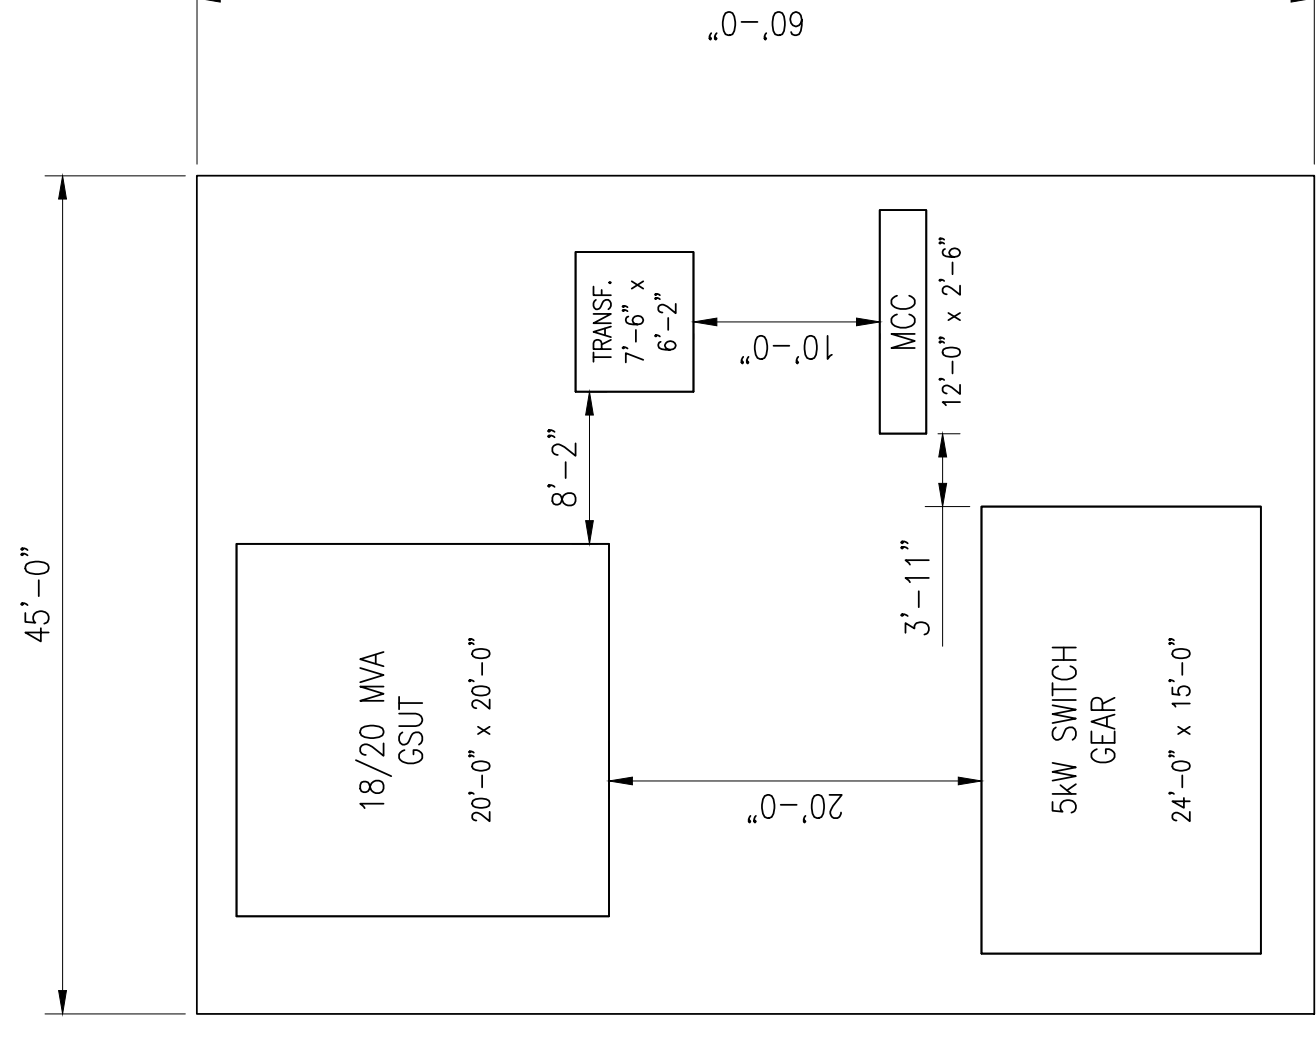 60'-0"
45'-0"
TRANSF.
7'-6" x
6'-2"
10'-0"
MCC
12'-0" x 2'-6"
8'-2"
3'-11"
18/20 MVA
GSUT
20'-0" x 20'-0"
20'-0"
5kW SWITCH
GEAR
24'-0" x 15'-0"